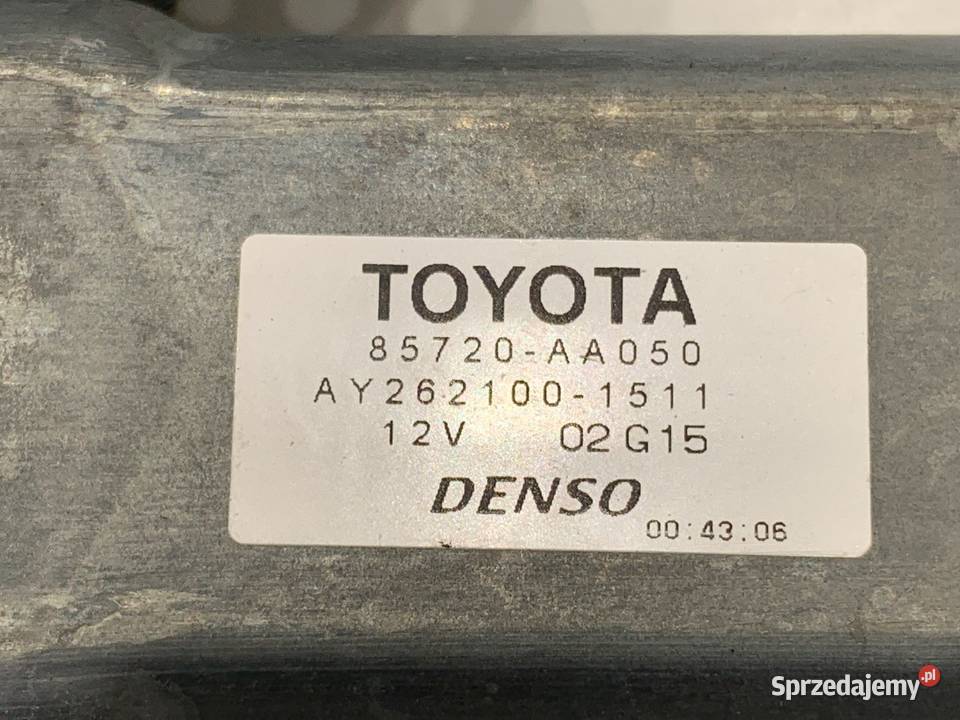 TOYOTA
85720-AA050
AY262100-1511
12V 02G15
DENSO
00:43:06
Sprzedajemy.pl